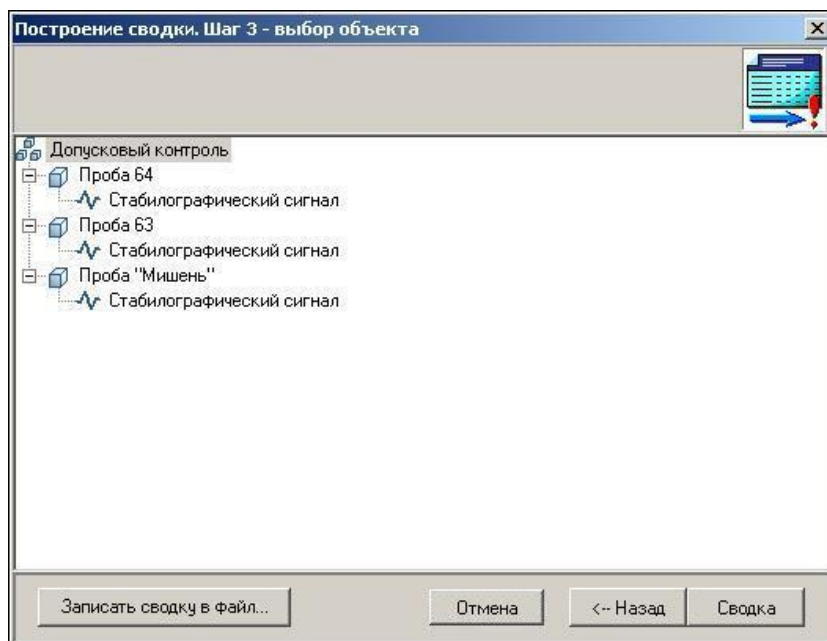 Построение сводки. Шаг 3 - выбор объекта
Допусковый контроль
Проба 64
Стабилографический сигнал
Проба 63
Стабилографический сигнал
Проба "Мишень"
Стабилографический сигнал
Записать сводку в файл...
Отмена
<-- Назад
Сводка